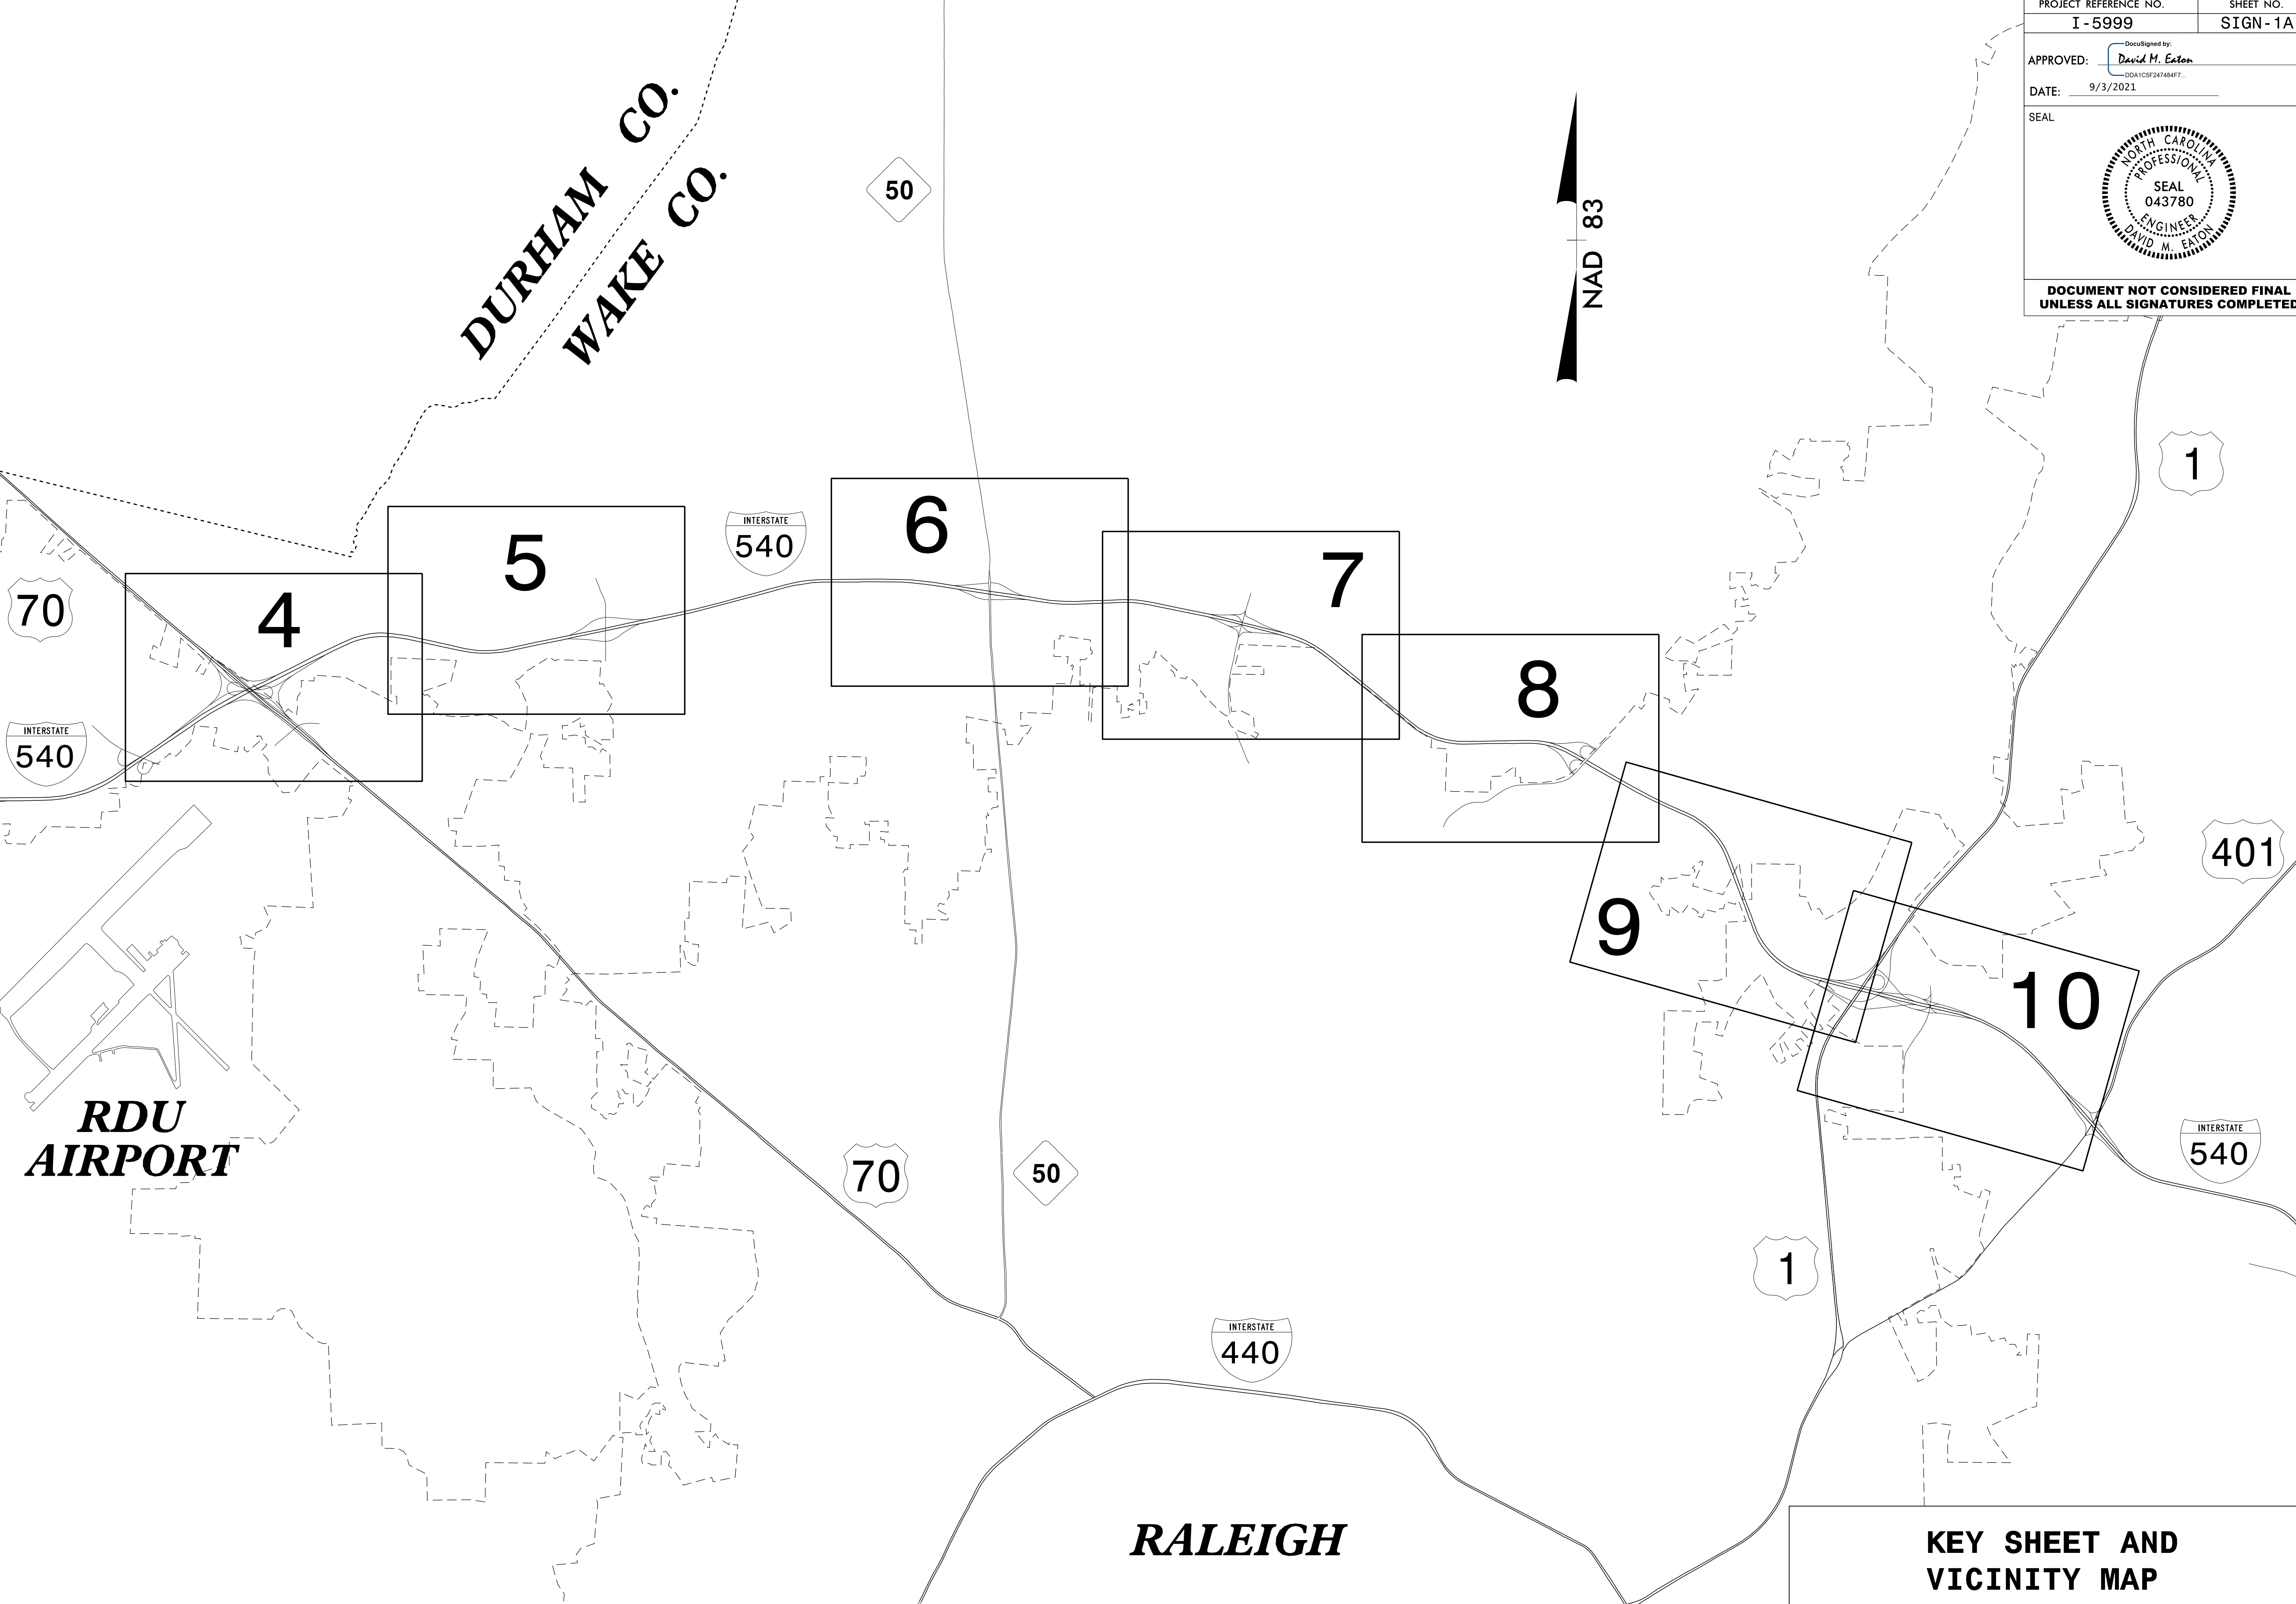 PROJECT REFERENCE NO.
SHEET NO.
I-5999
SIGN-1A
DocuSigned by:
APPROVED:
David M. Eaton
DDA1C5F247484F7...
DATE:
9/3/2021
SEAL
NORTH CAROLINA
PROFESSIONAL
SEAL
043780
ENGINEER
DAVID M. EATON
DOCUMENT NOT CONSIDERED FINAL
UNLESS ALL SIGNATURES COMPLETED
DURHAM CO.
WAKE CO.
50
NAD 83
1
6
5
INTERSTATE
540
7
4
70
8
INTERSTATE
540
401
9
10
RDU
AIRPORT
70
50
INTERSTATE
540
1
INTERSTATE
440
RALEIGH
KEY SHEET AND
VICINITY MAP